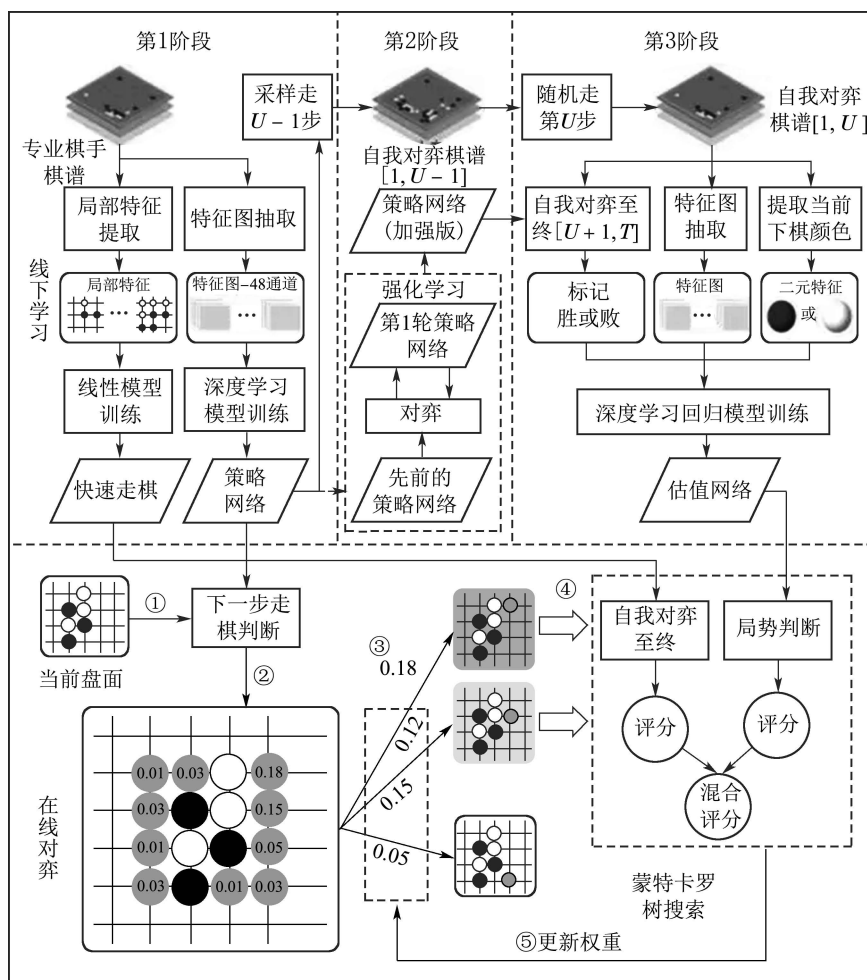 第1阶段
第2阶段
第3阶段
专业棋手
棋谱
采样走
U－1步
自我对弈棋谱
[1, U－1]
随机走
第U步
自我对弈
棋谱[1, U]
线下学习
局部特征
提取
特征图抽取
局部特征
...
特征图-48通道
...
线性模型
训练
深度学习
模型训练
快速走棋
策略
网络
策略网络
(加强版)
强化学习
第1轮策略
网络
对弈
先前的
策略网络
自我对弈至
终[U＋1, T]
特征图
抽取
提取当前
下棋颜色
标记
胜或败
特征图
...
二元特征
或
深度学习回归模型训练
估值网络
在线对弈
当前盘面
①
下一步走
棋判断
②
0.01
0.03
0.18
0.03
0.15
0.01
0.05
0.03
0.01
0.03
③
0.18
0.12
0.15
0.05
④
自我对弈
至终
局势判断
评分
评分
混合
评分
蒙特卡罗
树搜索
⑤更新权重